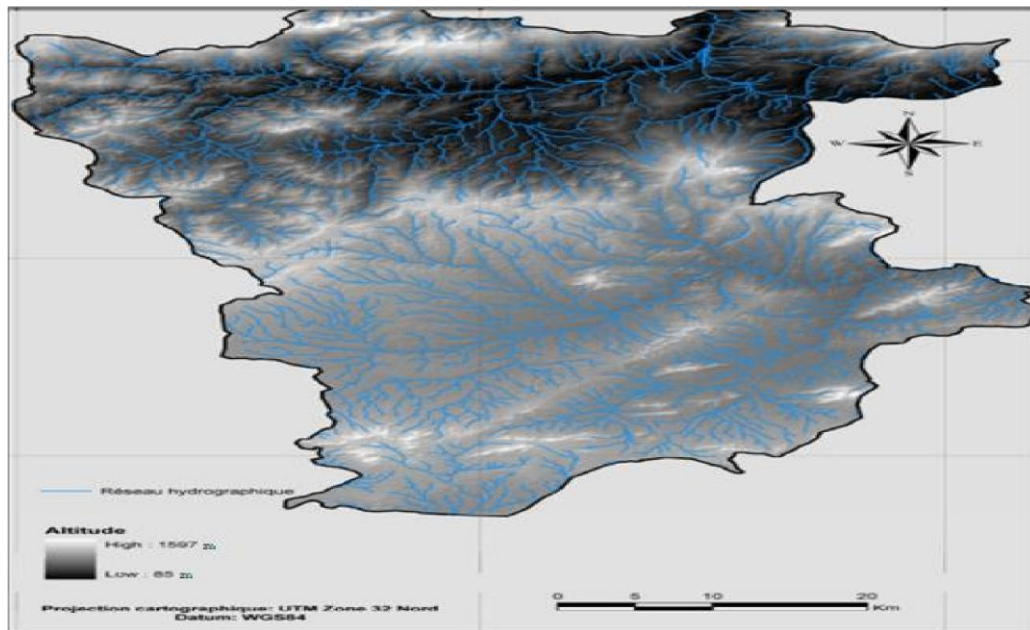 N
W E
S
Réseau hydrographique
Altitude
High : 1597 m
Low : 85 m
Projection cartographique: UTM Zone 32 Nord
Datum: WGS84
0 5 10 20
Km